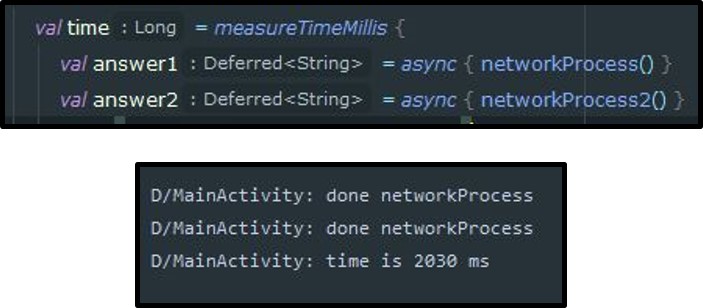 val time : Long = measureTimeMillis {
val answer1 : Deferred<String> = async { networkProcess() }
val answer2 : Deferred<String> = async { networkProcess2() }
D/MainActivity: done networkProcess
D/MainActivity: done networkProcess
D/MainActivity: time is 2030 ms